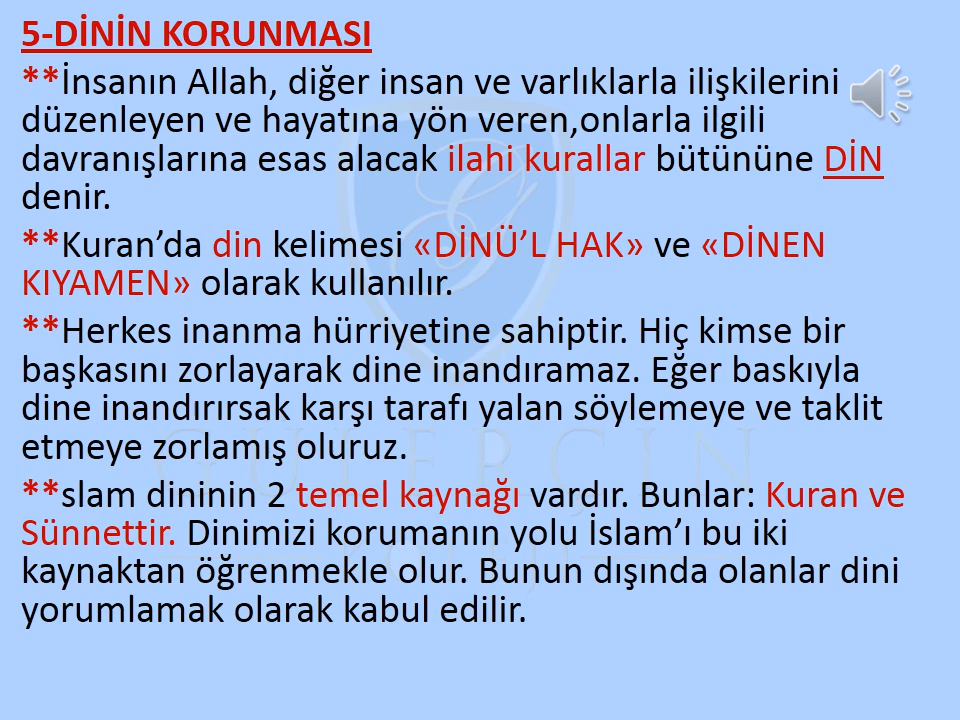 5-DİNİN KORUNMASI
**İnsanın Allah, diğer insan ve varlıklarla ilişkilerini
düzenleyen ve hayatına yön veren,onlarla ilgili
davranışlarına esas alacak ilahi kurallar bütününe DİN
denir.
**Kuran’da din kelimesi «DİNÜ’L HAK» ve «DİNEN
KIYAMEN» olarak kullanılır.
**Herkes inanma hürriyetine sahiptir. Hiç kimse bir
başkasını zorlayarak dine inandıramaz. Eğer baskıyla
dine inandırırsak karşı tarafı yalan söylemeye ve taklit
etmeye zorlamış oluruz.
**slam dininin 2 temel kaynağı vardır. Bunlar: Kuran ve
Sünnettir. Dinimizi korumanın yolu İslam’ı bu iki
kaynaktan öğrenmekle olur. Bunun dışında olanlar dini
yorumlamak olarak kabul edilir.